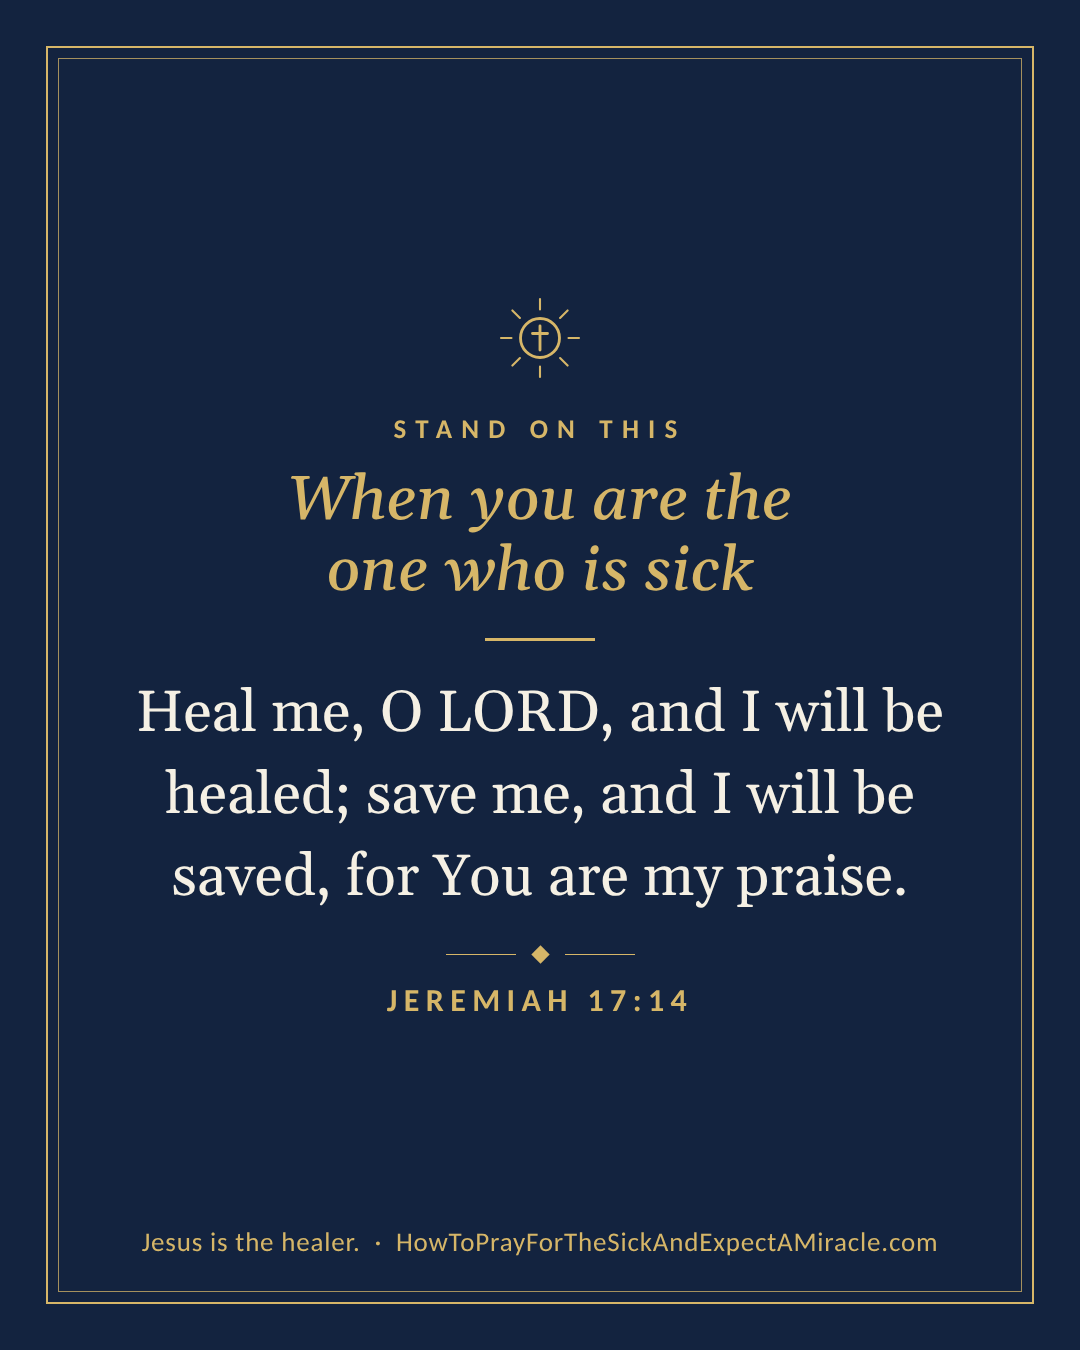 STAND ON THIS
When you are the
one who is sick
Heal me, O LORD, and I will be
healed; save me, and I will be
saved, for You are my praise.
JEREMIAH 17:14
Jesus is the healer. · HowToPrayForTheSickAndExpectAMiracle.com